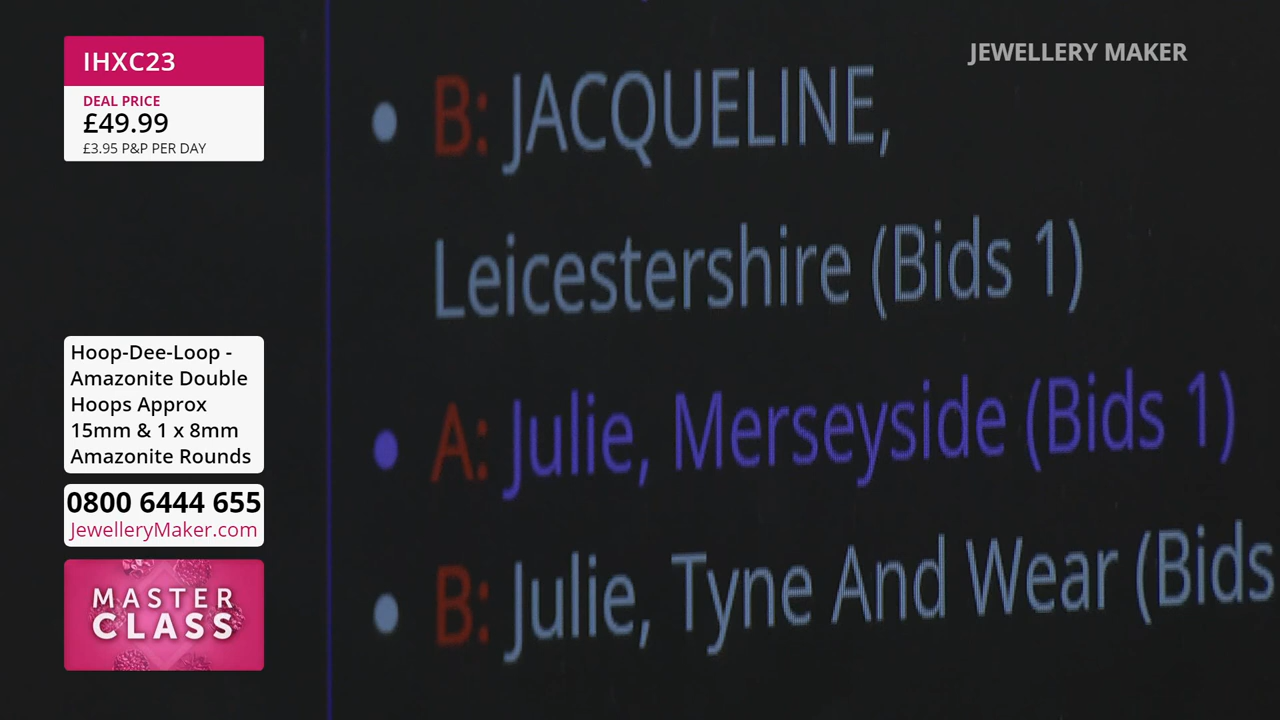 IHXC23
DEAL PRICE
£49.99
£3.95 P&P PER DAY
Hoop-Dee-Loop -
Amazonite Double
Hoops Approx
15mm & 1 x 8mm
Amazonite Rounds
0800 6444 655
JewelleryMaker.com
MASTER
CLASS
JEWELLERY MAKER
• B: JACQUELINE,
Leicestershire (Bids 1)
• A: Julie, Merseyside (Bids 1)
• B: Julie, Tyne And Wear (Bids